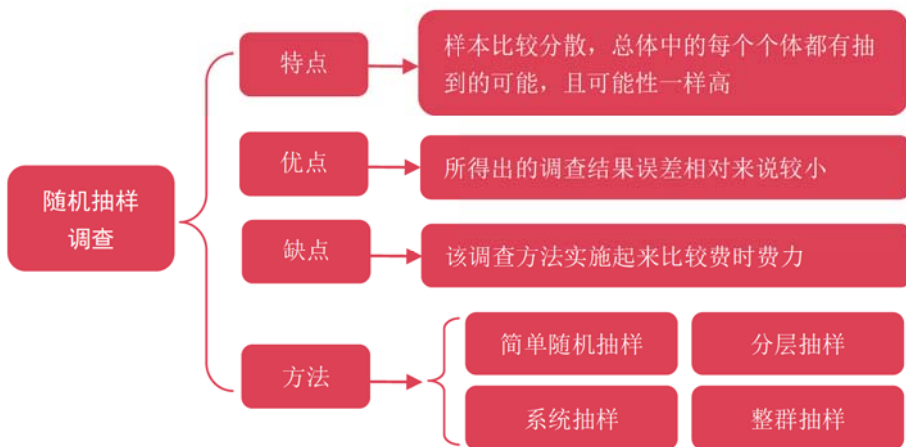 随机抽样
调查
特点
样本比较分散，总体中的每个个体都有抽
到的可能，且可能性一样高
优点
所得出的调查结果误差相对来说较小
缺点
该调查方法实施起来比较费时费力
方法
简单随机抽样
分层抽样
系统抽样
整群抽样